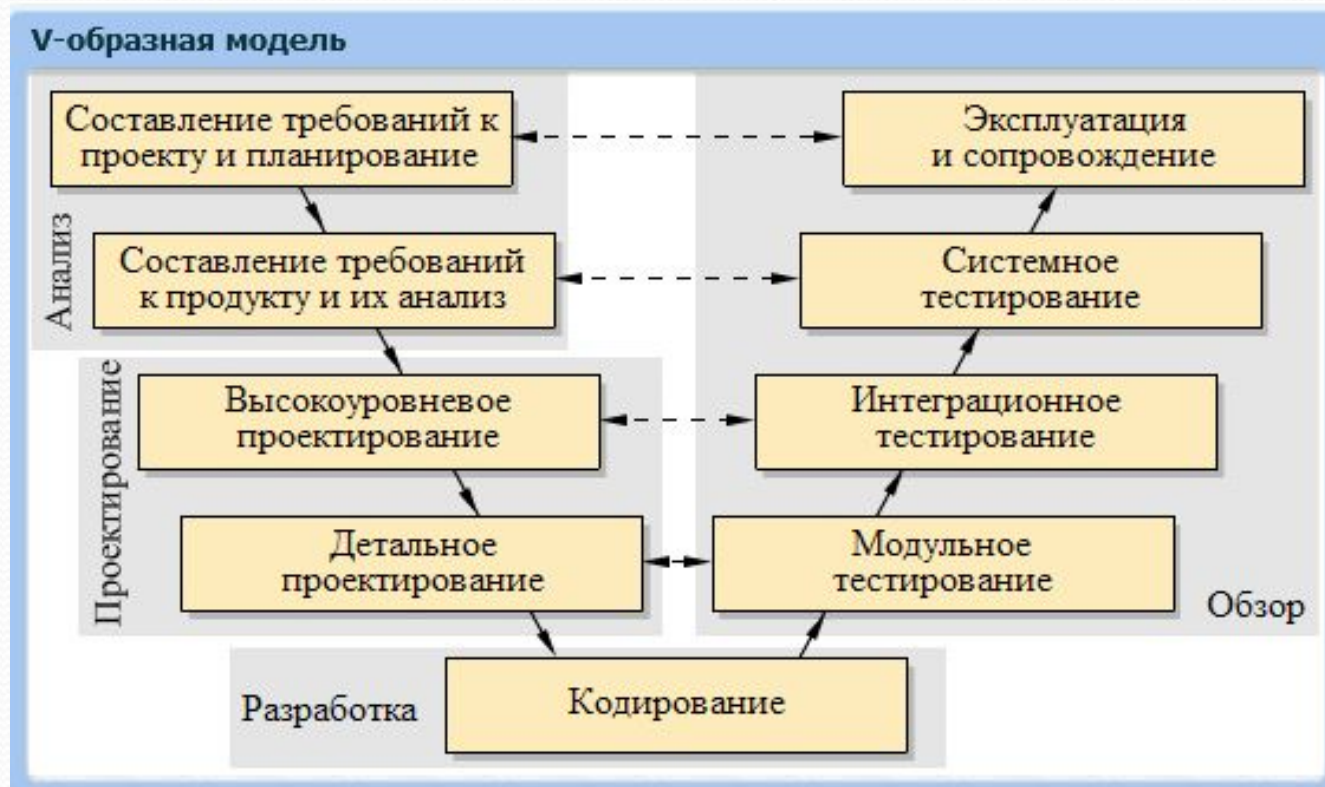 V-образная модель
Составление требований к
проекту и планирование
Эксплуатация
и сопровождение
Анализ
Составление требований
к продукту и их анализ
Системное
тестирование
Проектирование
Высокоуровневое
проектирование
Интеграционное
тестирование
Детальное
проектирование
Модульное
тестирование
Обзор
Разработка
Кодирование